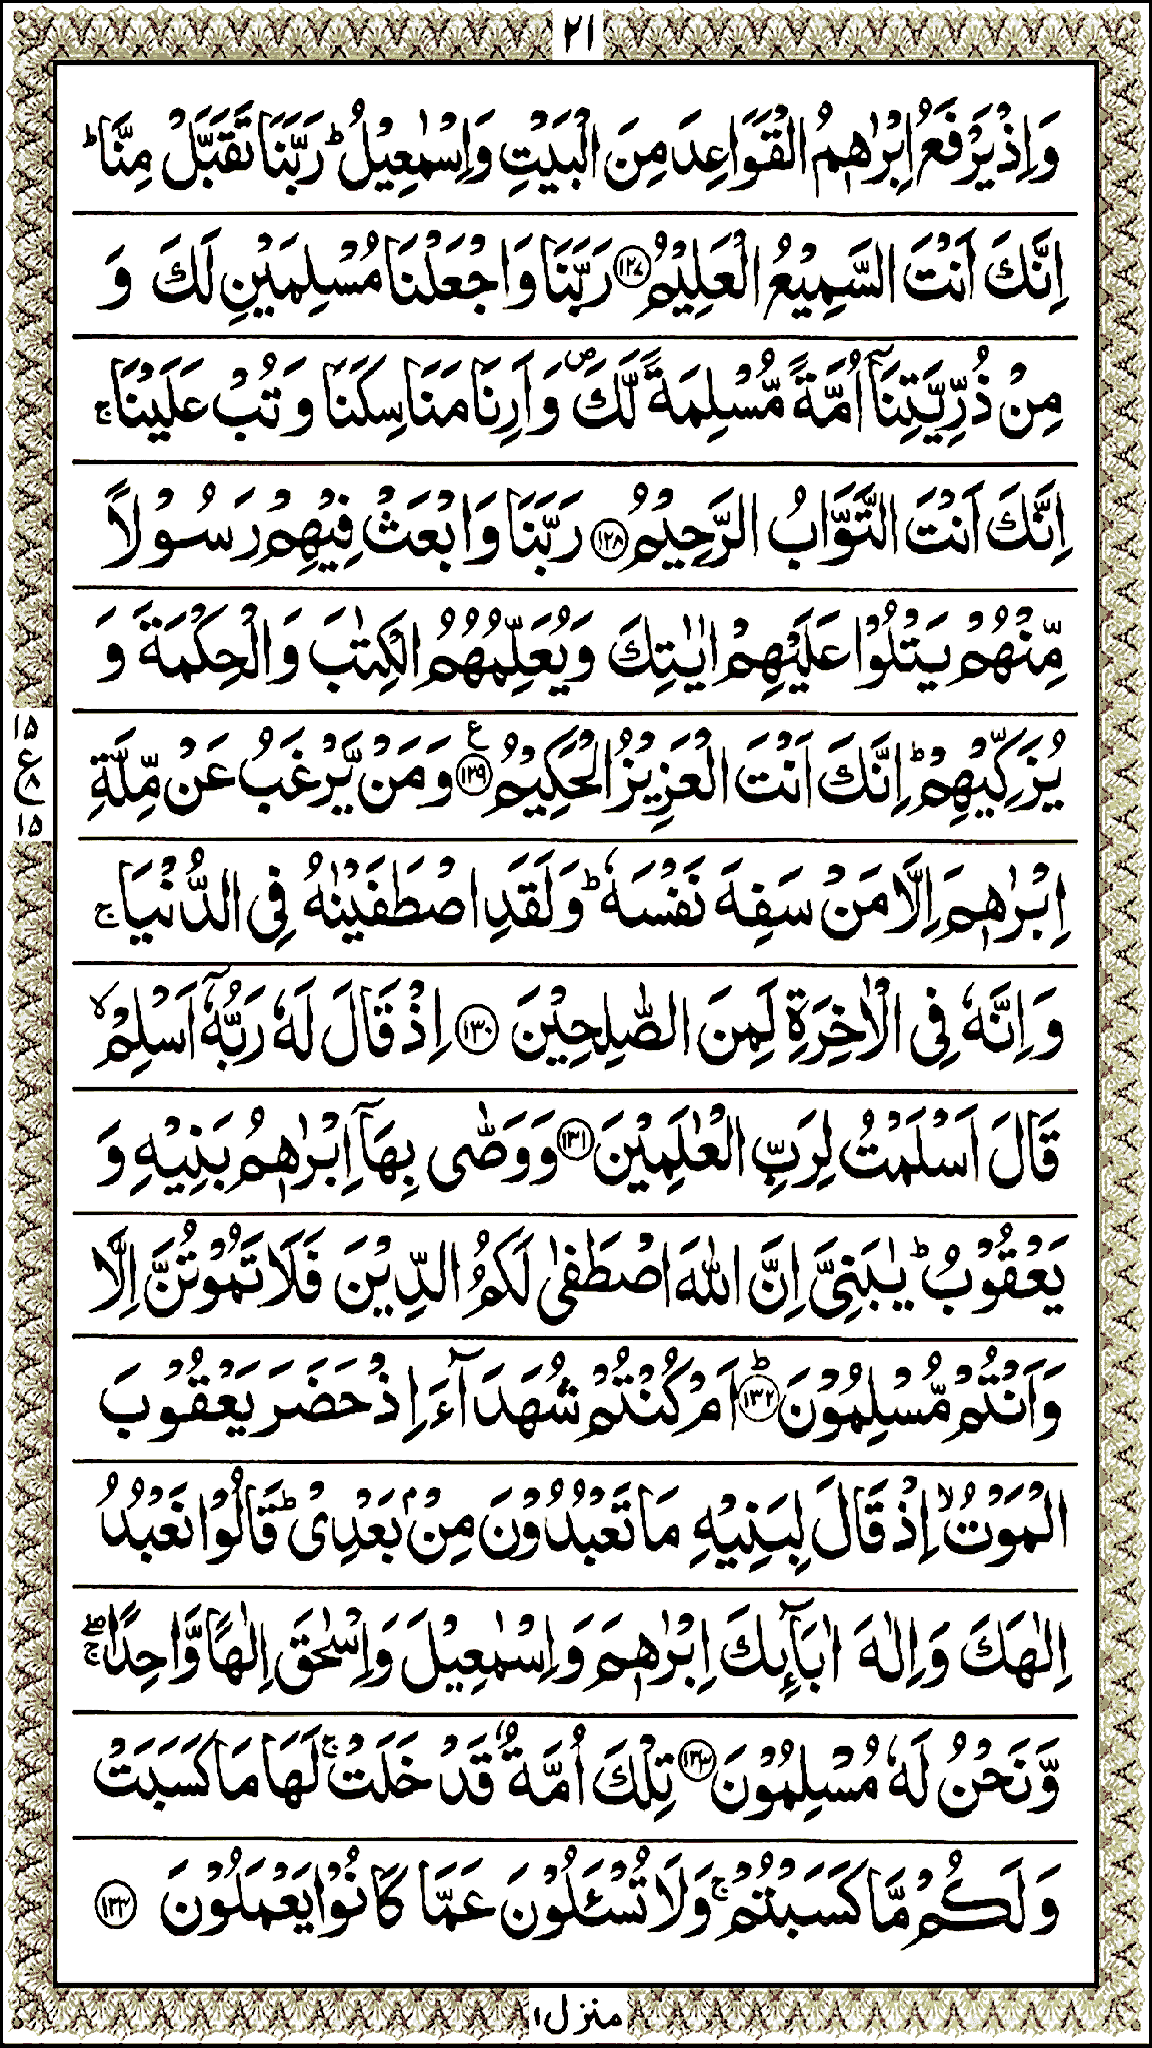 ٢١
وَاِذْ يَرْفَعُ اِبْرٰهٖمُ الْقَوَاعِدَ مِنَ الْبَيْتِ وَاِسْمٰعِيْلُ ؕ رَبَّنَا تَقَبَّلْ مِنَّا ؕ
اِنَّكَ اَنْتَ السَّمِيْعُ الْعَلِيْمُ ﴿١٢٧﴾ رَبَّنَا وَاجْعَلْنَا مُسْلِمَيْنِ لَكَ وَ
مِنْ ذُرِّيَّتِنَاۤ اُمَّةً مُّسْلِمَةً لَّكَ ۪ وَاَرِنَا مَنَاسِكَنَا وَتُبْ عَلَيْنَا ۚ
اِنَّكَ اَنْتَ التَّوَّابُ الرَّحِيْمُ ﴿١٢٨﴾ رَبَّنَا وَابْعَثْ فِيْهِمْ رَسُوْلًا
مِّنْهُمْ يَتْلُوْا عَلَيْهِمْ اٰيٰتِكَ وَيُعَلِّمُهُمُ الْكِتٰبَ وَالْحِكْمَةَ وَ
يُزَكِّيْهِمْ ؕ اِنَّكَ اَنْتَ الْعَزِيْزُ الْحَكِيْمُ ﴿١٢٩﴾ ع وَمَنْ يَّرْغَبُ عَنْ مِّلَّةِ
١٥
ع ٨
١٥
اِبْرٰهٖمَ اِلَّا مَنْ سَفِهَ نَفْسَهٗ ؕ وَلَقَدِ اصْطَفَيْنٰهُ فِى الدُّنْيَا ۚ
وَاِنَّهٗ فِى الْاٰخِرَةِ لَمِنَ الصّٰلِحِيْنَ ﴿١٣٠﴾ اِذْ قَالَ لَهٗ رَبُّهٗۤ اَسْلِمْ ۙ
قَالَ اَسْلَمْتُ لِرَبِّ الْعٰلَمِيْنَ ﴿١٣١﴾ وَوَصّٰى بِهَاۤ اِبْرٰهٖمُ بَنِيْهِ وَ
يَعْقُوْبُ ؕ يٰبَنِىَّ اِنَّ اللّٰهَ اصْطَفٰى لَكُمُ الدِّيْنَ فَلَا تَمُوْتُنَّ اِلَّا
وَاَنْتُمْ مُّسْلِمُوْنَ ؕ ﴿١٣٢﴾ اَمْ كُنْتُمْ شُهَدَآءَ اِذْ حَضَرَ يَعْقُوْبَ
الْمَوْتُ ۙ اِذْ قَالَ لِبَنِيْهِ مَا تَعْبُدُوْنَ مِنْۢ بَعْدِىْ ؕ قَالُوْا نَعْبُدُ
اِلٰهَكَ وَاِلٰهَ اٰبَآئِكَ اِبْرٰهٖمَ وَاِسْمٰعِيْلَ وَاِسْحٰقَ اِلٰهًا وَّاحِدًا ۖۚ
وَّنَحْنُ لَهٗ مُسْلِمُوْنَ ﴿١٣٣﴾ تِلْكَ اُمَّةٌ قَدْ خَلَتْ ۚ لَهَا مَا كَسَبَتْ
وَلَكُمْ مَّا كَسَبْتُمْ ۚ وَلَا تُسْـَٔلُوْنَ عَمَّا كَانُوْا يَعْمَلُوْنَ ﴿١٣٤﴾
منزل ١